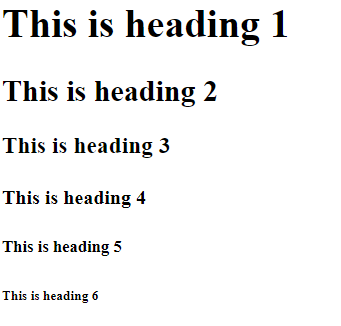 This is heading 1
This is heading 2
This is heading 3
This is heading 4
This is heading 5
This is heading 6